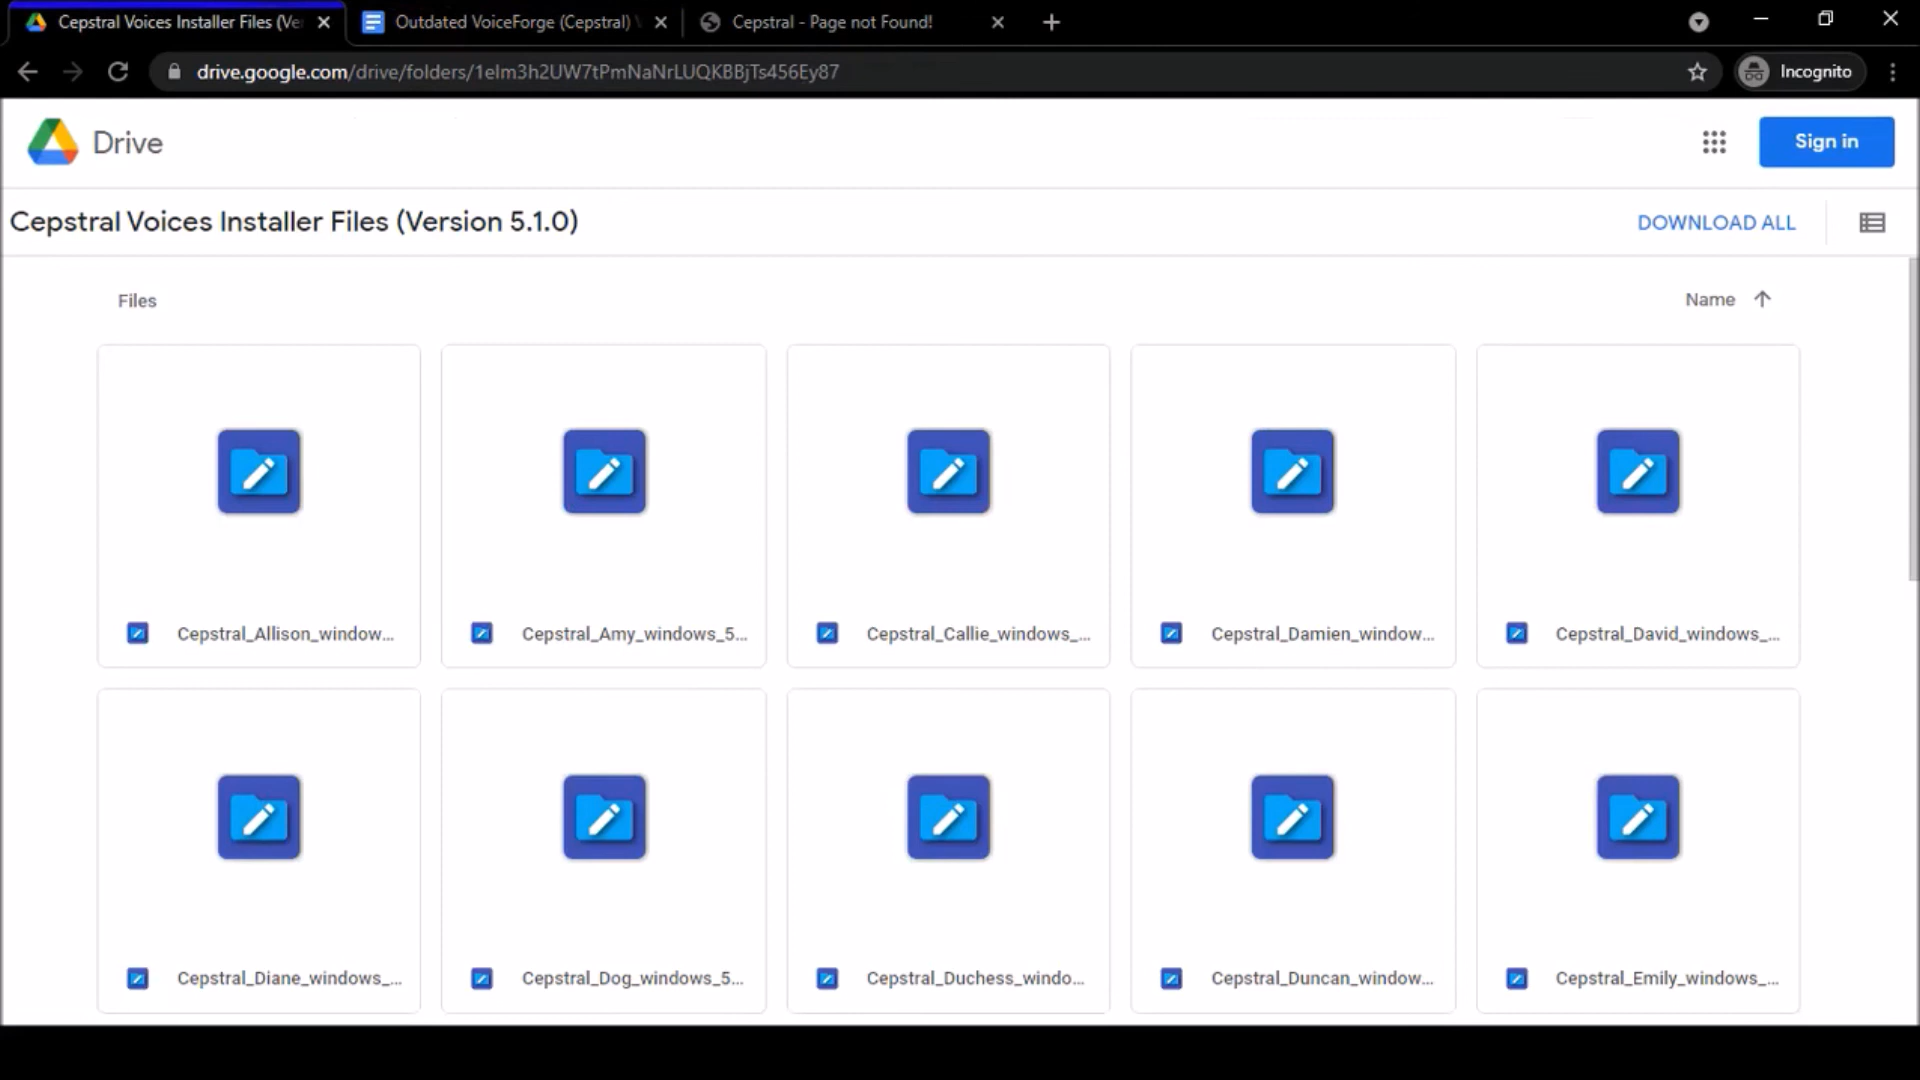 Cepstral Voices Installer Files (Ve
Outdated VoiceForge (Cepstral)
Cepstral - Page not Found!
drive.google.com/drive/folders/1elm3h2UW7tPmNaNrLUQKBBjTs456Ey87
Incognito
Drive
Sign in
Cepstral Voices Installer Files (Version 5.1.0)
DOWNLOAD ALL
Files
Name
Cepstral_Allison_window...
Cepstral_Amy_windows_5...
Cepstral_Callie_windows_...
Cepstral_Damien_window...
Cepstral_David_windows_...
Cepstral_Diane_windows_...
Cepstral_Dog_windows_5...
Cepstral_Duchess_windo...
Cepstral_Duncan_window...
Cepstral_Emily_windows_...